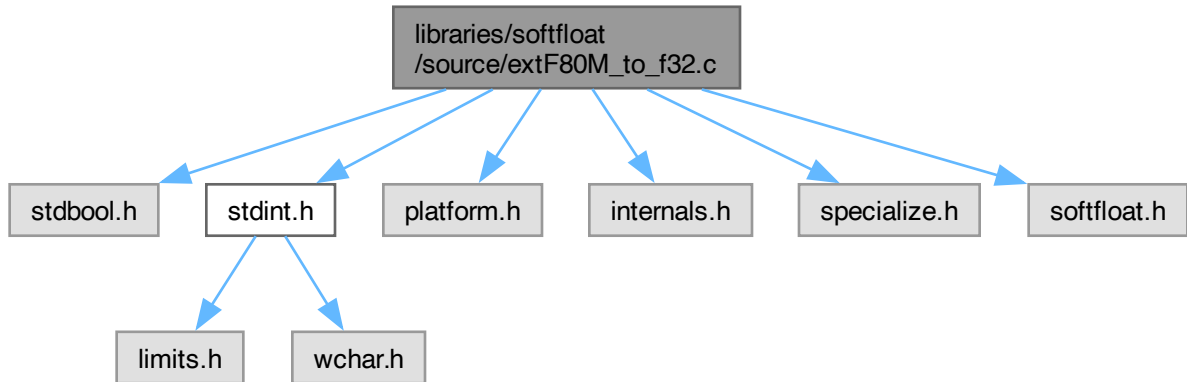 libraries/softfloat
/source/extF80M_to_f32.c
stdbool.h
stdint.h
platform.h
internals.h
specialize.h
softfloat.h
limits.h
wchar.h